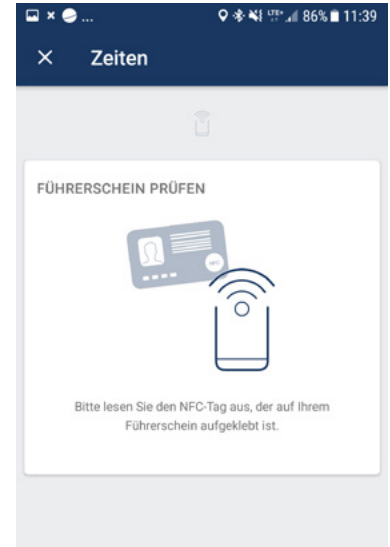 ... LTE+ 86% 11:39
× Zeiten
FÜHRERSCHEIN PRÜFEN
NFC
Bitte lesen Sie den NFC-Tag aus, der auf Ihrem
Führerschein aufgeklebt ist.